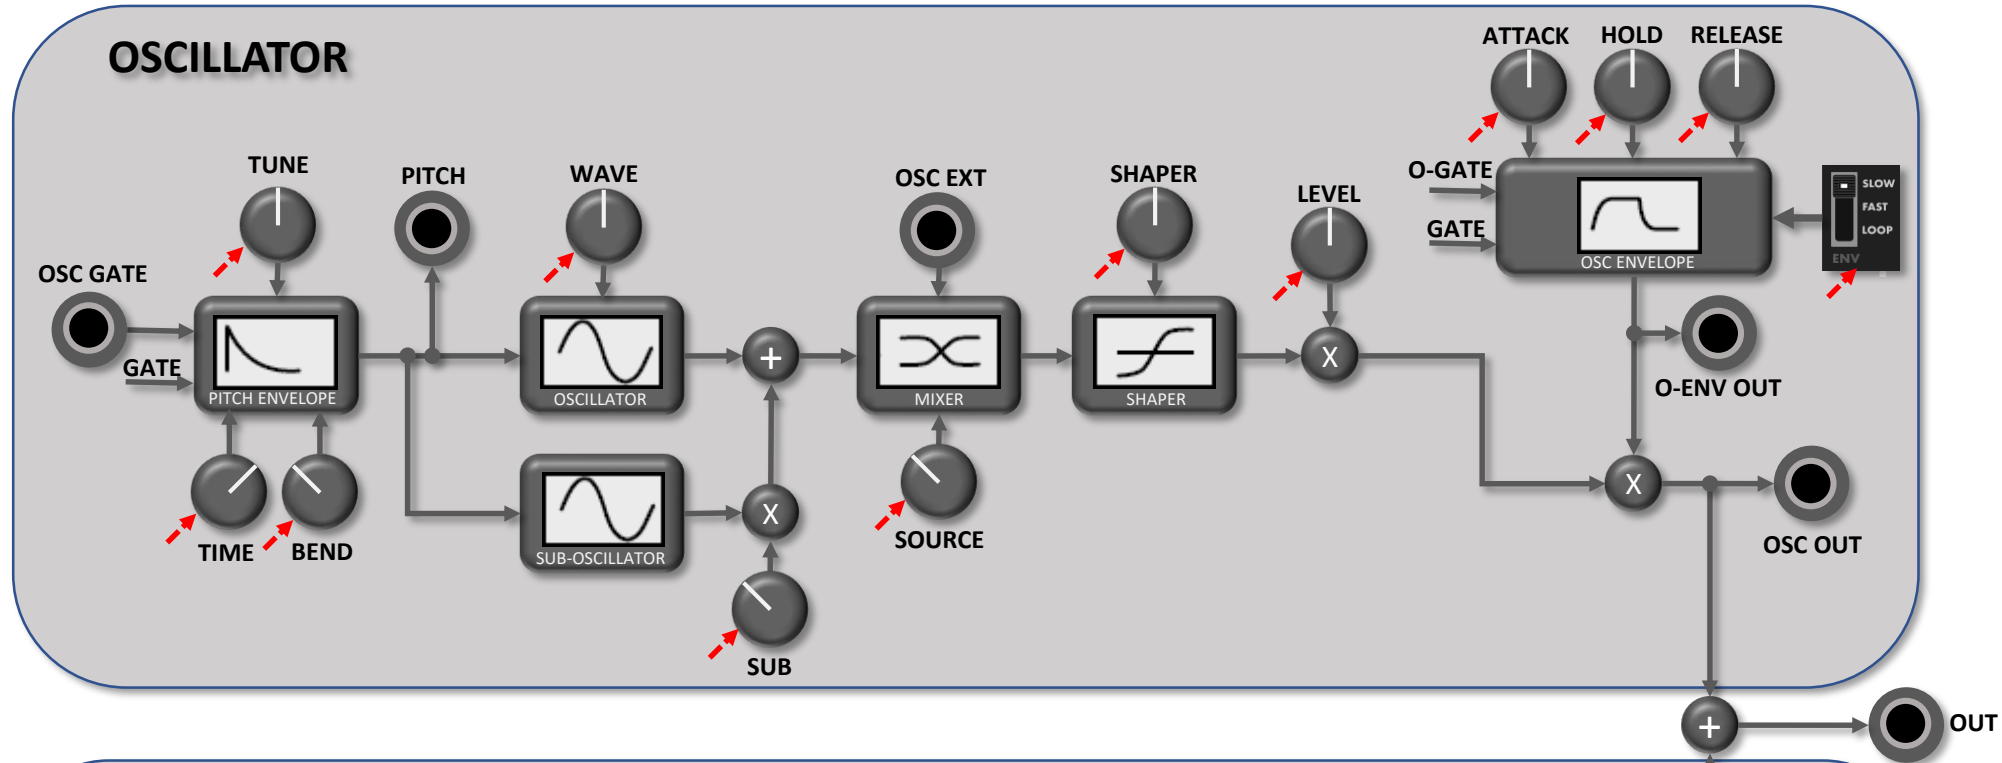 OSCILLATOR
ATTACK
HOLD
RELEASE
TUNE
PITCH
WAVE
OSC EXT
SHAPER
LEVEL
O-GATE
GATE
OSC ENVELOPE
SLOW
FAST
LOOP
ENV
OSC GATE
GATE
PITCH ENVELOPE
OSCILLATOR
+
MIXER
SHAPER
X
O-ENV OUT
TIME
BEND
SUB-OSCILLATOR
X
SOURCE
X
OSC OUT
SUB
+
OUT